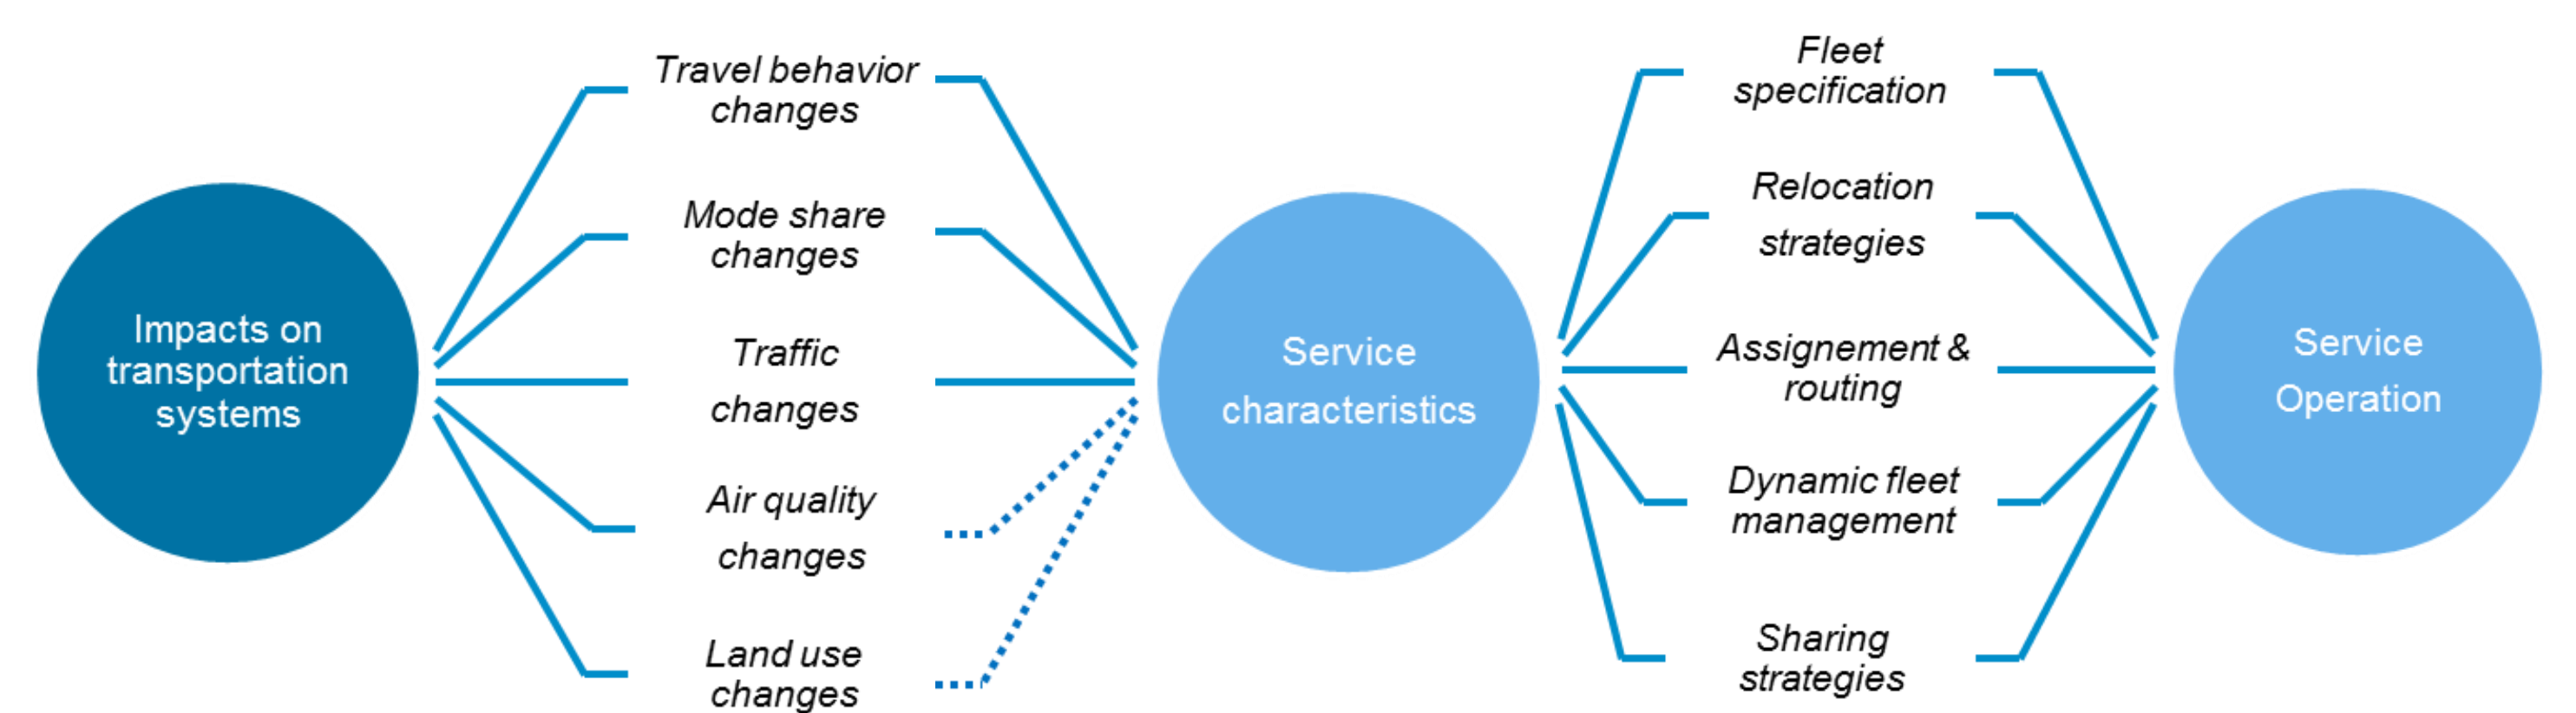 Impacts on
transportation
systems
Travel behavior
changes
Mode share
changes
Traffic
changes
Air quality
changes
Land use
changes
Service
characteristics
Fleet
specification
Relocation
strategies
Assignement &
routing
Dynamic fleet
management
Sharing
strategies
Service
Operation